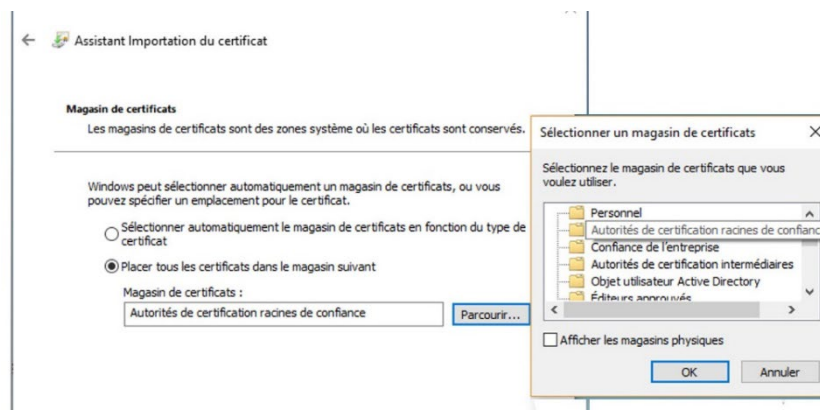 Assistant Importation du certificat
Magasin de certificats
Les magasins de certificats sont des zones système où les certificats sont conservés.
Windows peut sélectionner automatiquement un magasin de certificats, ou vous
pouvez spécifier un emplacement pour le certificat.
Sélectionner automatiquement le magasin de certificats en fonction du type de
certificat
Placer tous les certificats dans le magasin suivant
Magasin de certificats :
Autorités de certification racines de confiance
Parcourir...
Sélectionner un magasin de certificats
Sélectionnez le magasin de certificats que vous
voulez utiliser.
Personnel
Autorités de certification racines de confianc
Confiance de l'entreprise
Autorités de certification intermédiaires
Objet utilisateur Active Directory
Éditeurs approuvés
Afficher les magasins physiques
OK
Annuler